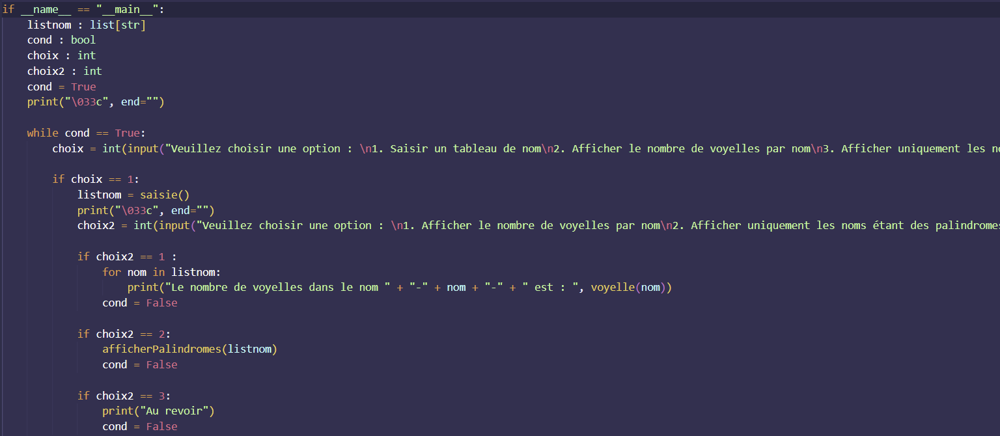 if __name__ == "__main__":
listnom : list[str]
cond : bool
choix : int
choix2 : int
cond = True
print("\033c", end="")
while cond == True:
choix = int(input("Veuillez choisir une option : \n1. Saisir un tableau de nom\n2. Afficher le nombre de voyelles par nom\n3. Afficher uniquement les
if choix == 1:
listnom = saisie()
print("\033c", end="")
choix2 = int(input("Veuillez choisir une option : \n1. Afficher le nombre de voyelles par nom\n2. Afficher uniquement les noms étant des palindromes
if choix2 == 1 :
for nom in listnom:
print("Le nombre de voyelles dans le nom " + "-" + nom + "-" + " est : ", voyelle(nom))
cond = False
if choix2 == 2:
afficherPalindromes(listnom)
cond = False
if choix2 == 3:
print("Au revoir")
cond = False